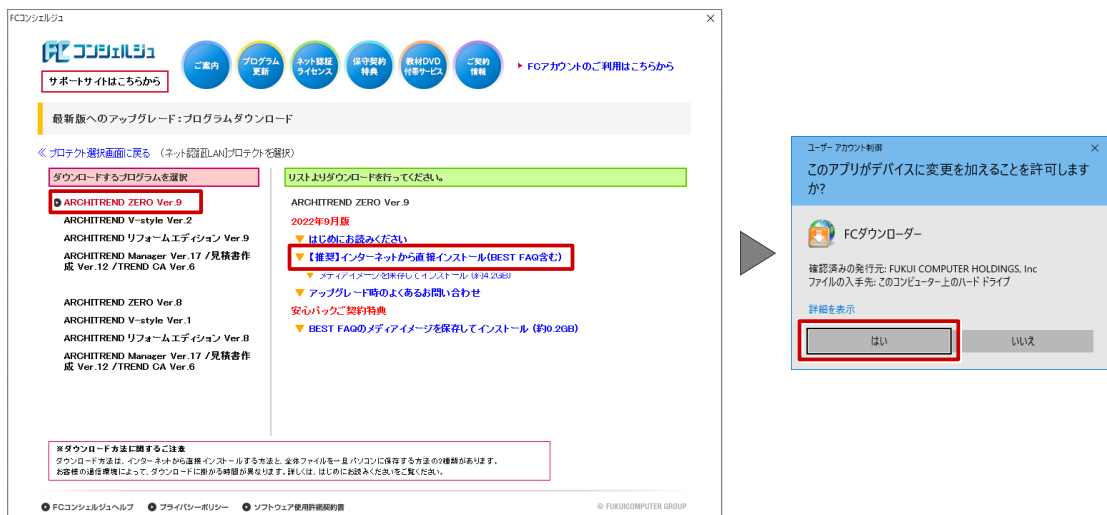 FCコンシェルジュ
FC コンシェルジュ
サポートサイトはこちらから
ご案内
プログラム
更新
ネット認証
ライセンス
保守契約
特典
教材DVD
付帯サービス
ご契約
情報
FCアカウントのご利用はこちらから
最新版へのアップグレード:プログラムダウンロード
≪ プロテクト選択画面に戻る (ネット認証[LAN]プロテクトを選択)
ダウンロードするプログラムを選択
ARCHITREND ZERO Ver.9
ARCHITREND V-style Ver.2
ARCHITREND リフォームエディション Ver.9
ARCHITREND Manager Ver.17 /見積書作
成 Ver.12 /TREND CA Ver.6
ARCHITREND ZERO Ver.8
ARCHITREND V-style Ver.1
ARCHITREND リフォームエディション Ver.8
ARCHITREND Manager Ver.17 /見積書作
成 Ver.12 /TREND CA Ver.6
リストよりダウンロードを行ってください。
ARCHITREND ZERO Ver.9
2022年9月版
はじめにお読みください
【推奨】インターネットから直接インストール(BEST FAQ含む)
メディアイメージを保存してインストール (約4.2GB)
アップグレード時のよくあるお問い合わせ
安心パックご契約特典
BEST FAQのメディアイメージを保存してインストール (約0.2GB)
※ダウンロード方法に関するご注意
ダウンロード方法は、インターネットから直接インストールする方法と、全体ファイルを一旦パソコンに保存する方法の2種類があります。
お客様の通信環境によって、ダウンロードに掛かる時間が異なります。詳しくは、はじめにお読みくださいをご覧ください。
FCコンシェルジュヘルプ プライバシーポリシー ソフトウェア使用許諾契約書
© FUKUICOMPUTER GROUP
ユーザー アカウント制御
このアプリがデバイスに変更を加えることを許可します
か?
FCダウンローダー
確認済みの発行元: FUKUI COMPUTER HOLDINGS, Inc
ファイルの入手先: このコンピューター上のハード ドライブ
詳細を表示
はい
いいえ